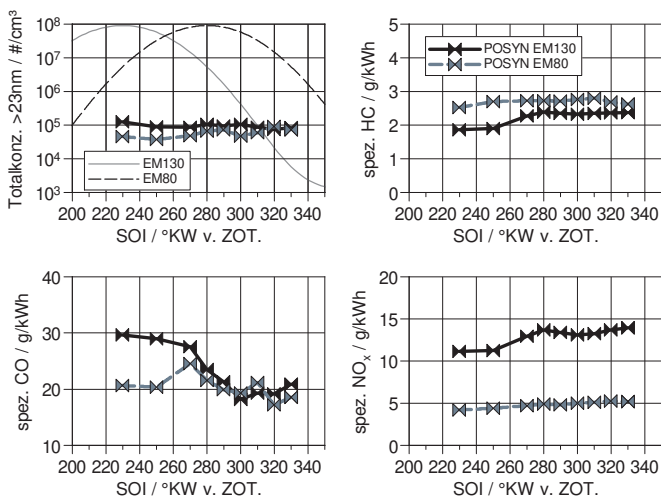 Totalkonz. >23nm / #/cm³
10⁸
10⁷
10⁶
10⁵
10⁴
10³
EM130
EM80
200 220 240 260 280 300 320 340
SOI / °KW v. ZOT.
spez. HC / g/kWh
5
4
3
2
1
0
POSYN EM130
POSYN EM80
200 220 240 260 280 300 320 340
SOI / °KW v. ZOT.
spez. CO / g/kWh
40
30
20
10
200 220 240 260 280 300 320 340
SOI / °KW v. ZOT.
spez. NOₓ / g/kWh
20
15
10
5
0
200 220 240 260 280 300 320 340
SOI / °KW v. ZOT.